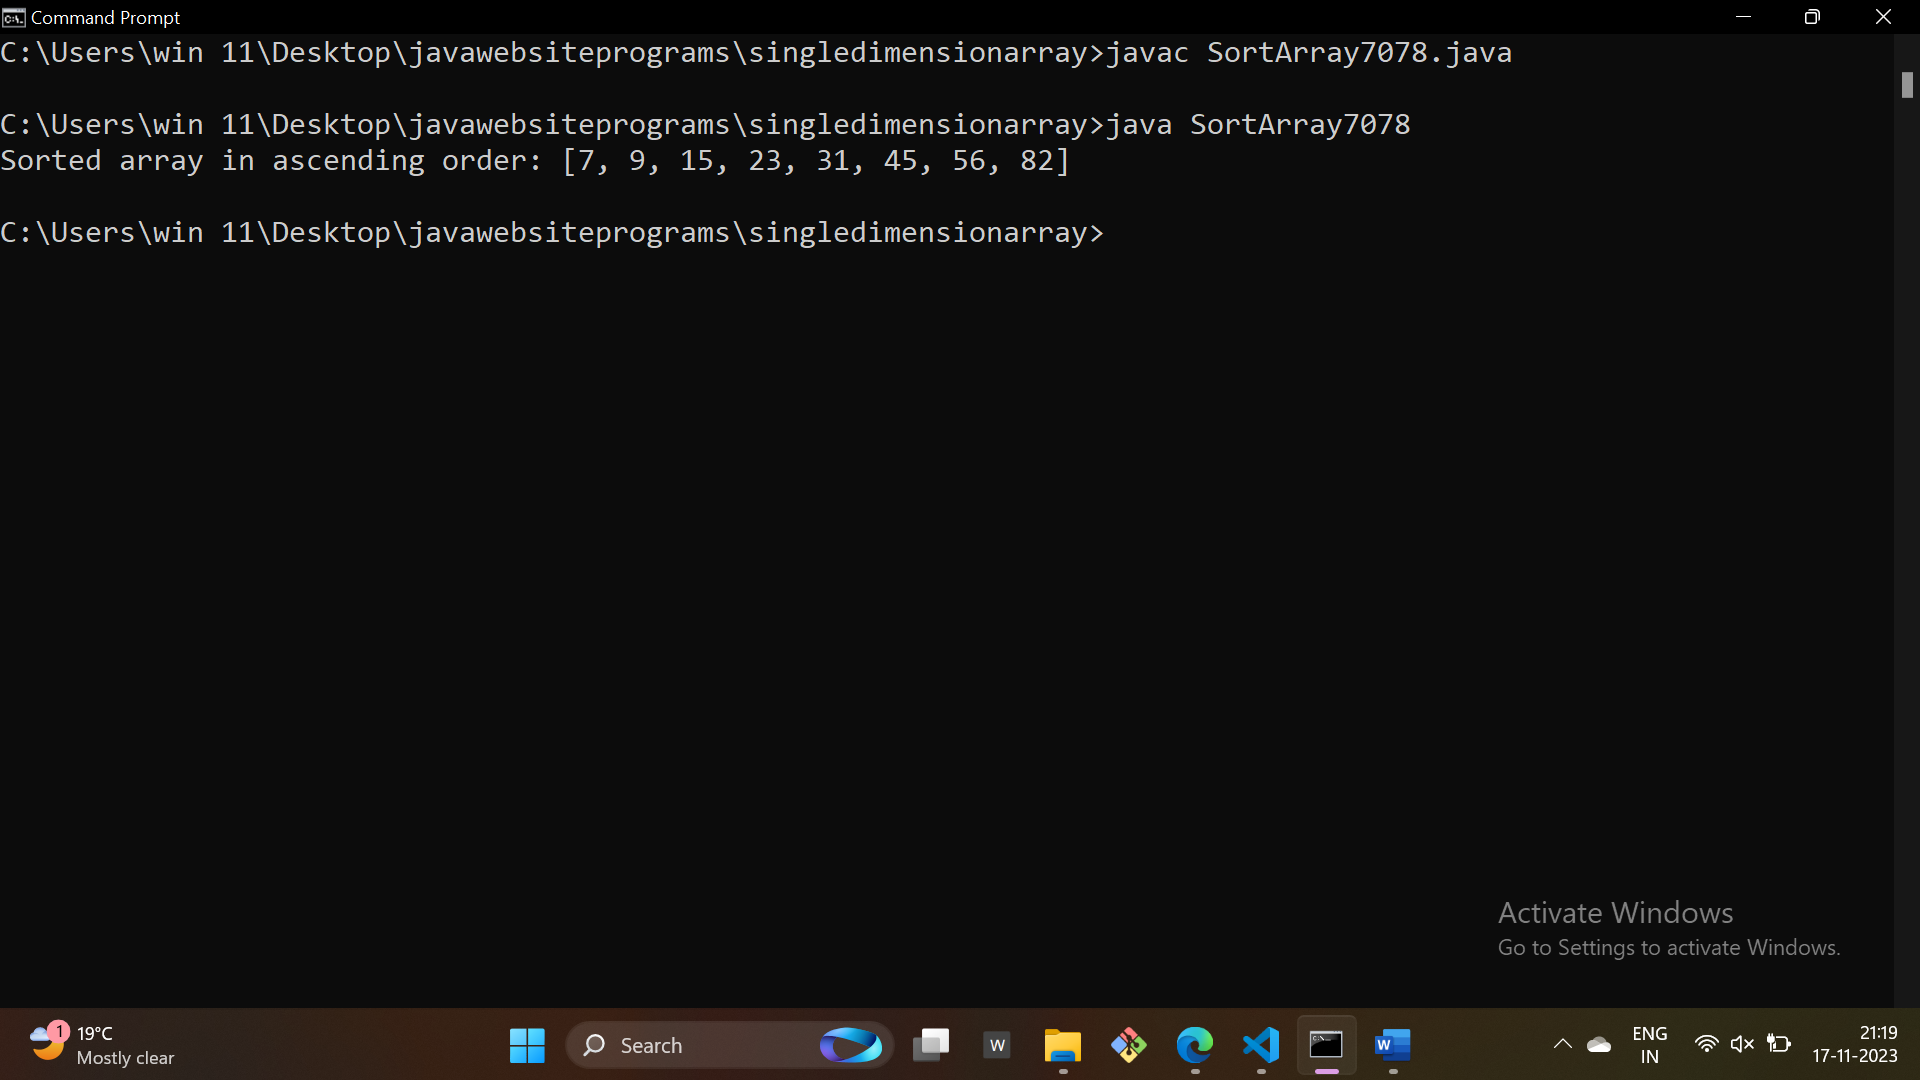 Command Prompt
C:\Users\win 11\Desktop\javawebsiteprograms\singledimensionarray>javac SortArray7078.java
C:\Users\win 11\Desktop\javawebsiteprograms\singledimensionarray>java SortArray7078
Sorted array in ascending order: [7, 9, 15, 23, 31, 45, 56, 82]
C:\Users\win 11\Desktop\javawebsiteprograms\singledimensionarray>
Activate Windows
Go to Settings to activate Windows.
1
19°C
Mostly clear
Search
W
W
ENG
IN
21:19
17-11-2023